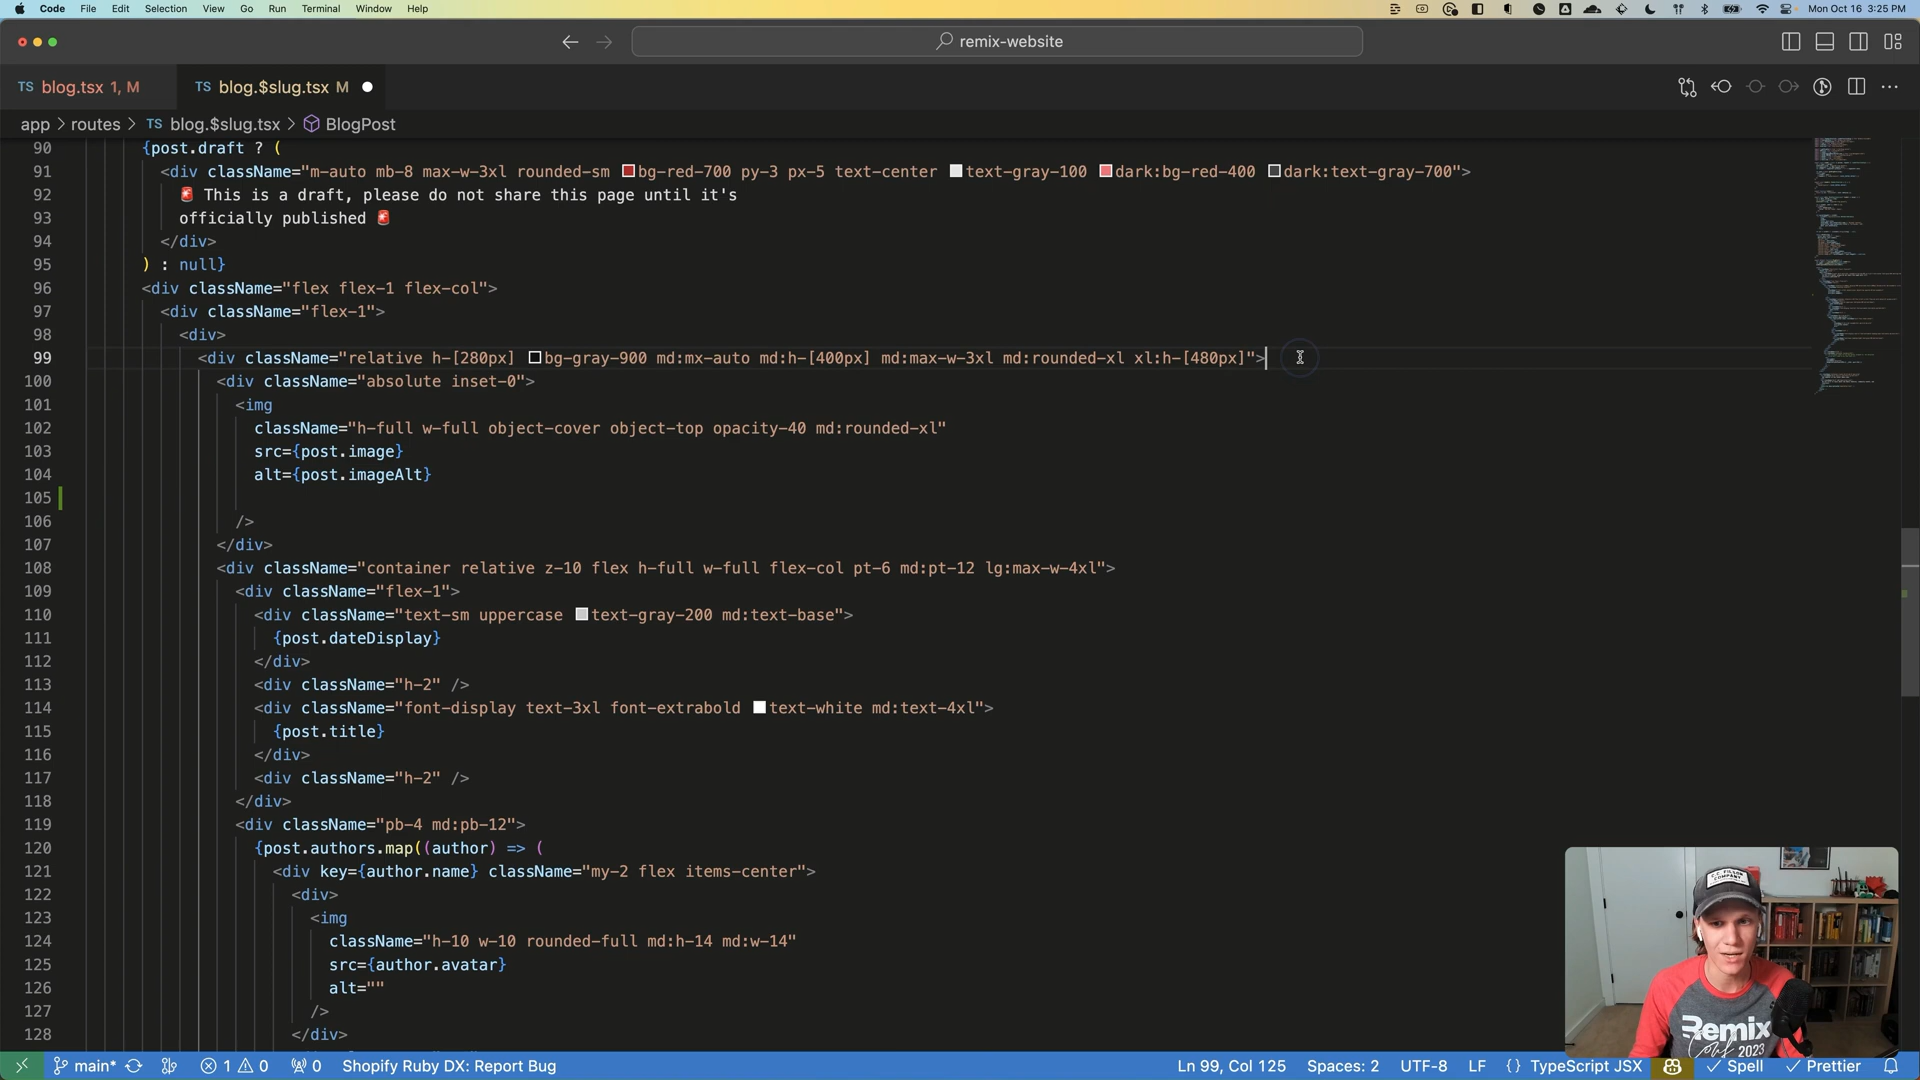 Code File Edit Selection View Go Run Terminal Window Help
Mon Oct 16 3:25 PM
remix-website
TS blog.tsx 1, M
TS blog.$slug.tsx M
app > routes > TS blog.$slug.tsx > BlogPost
90 {post.draft ? (
91 <div className="m-auto mb-8 max-w-3xl rounded-sm bg-red-700 py-3 px-5 text-center text-gray-100 dark:bg-red-400 dark:text-gray-700">
92 🚨 This is a draft, please do not share this page until it's
93 officially published 🚨
94 </div>
95 ) : null}
96 <div className="flex flex-1 flex-col">
97 <div className="flex-1">
98 <div>
99 <div className="relative h-[280px] bg-gray-900 md:mx-auto md:h-[400px] md:max-w-3xl md:rounded-xl xl:h-[480px]">
100 <div className="absolute inset-0">
101 <img
102 className="h-full w-full object-cover object-top opacity-40 md:rounded-xl"
103 src={post.image}
104 alt={post.imageAlt}
105
106 />
107 </div>
108 <div className="container relative z-10 flex h-full w-full flex-col pt-6 md:pt-12 lg:max-w-4xl">
109 <div className="flex-1">
110 <div className="text-sm uppercase text-gray-200 md:text-base">
111 {post.dateDisplay}
112 </div>
113 <div className="h-2" />
114 <div className="font-display text-3xl font-extrabold text-white md:text-4xl">
115 {post.title}
116 </div>
117 <div className="h-2" />
118 </div>
119 <div className="pb-4 md:pb-12">
120 {post.authors.map((author) => (
121 <div key={author.name} className="my-2 flex items-center">
122 <div>
123 <img
124 className="h-10 w-10 rounded-full md:h-14 md:w-14"
125 src={author.avatar}
126 alt=""
127 />
128 </div>
C.C. FILSON
COMPANY
Remix
Conf 2023
main* 1 0 0 Shopify Ruby DX: Report Bug
Ln 99, Col 125 Spaces: 2 UTF-8 LF {} TypeScript JSX Spell Prettier